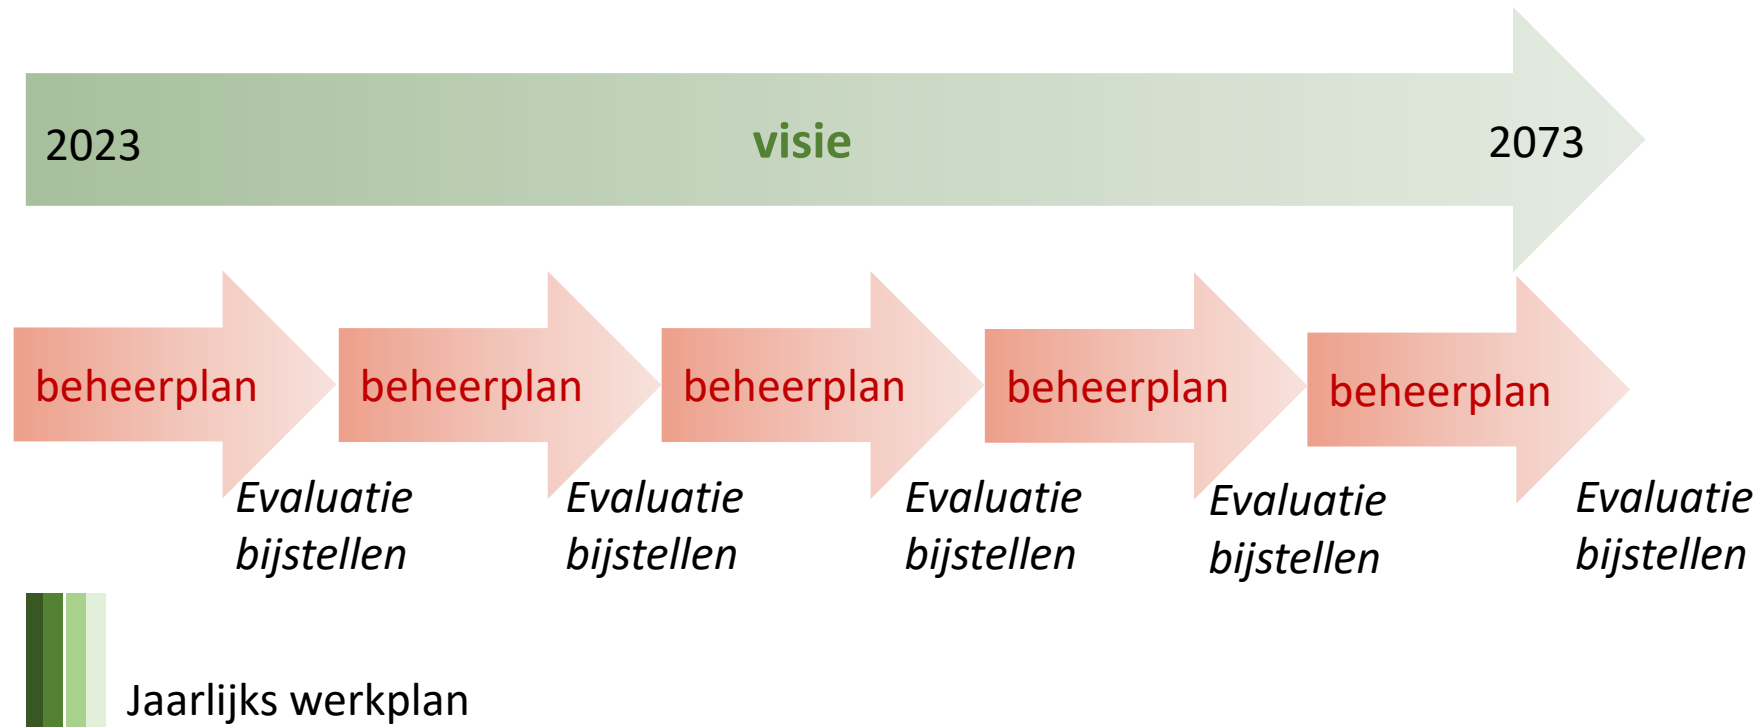 2023
visie
2073
beheerplan
beheerplan
beheerplan
beheerplan
beheerplan
Evaluatie
bijstellen
Evaluatie
bijstellen
Evaluatie
bijstellen
Evaluatie
bijstellen
Evaluatie
bijstellen
Jaarlijks werkplan